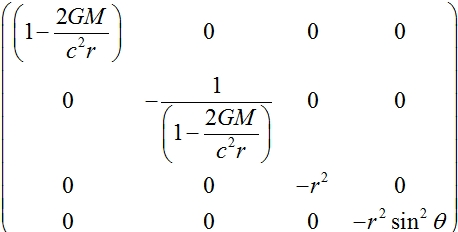 (1 − 2GM/c²r) 0 0 0
0 − 1/(1 − 2GM/c²r) 0 0
0 0 −r² 0
0 0 0 −r² sin² θ